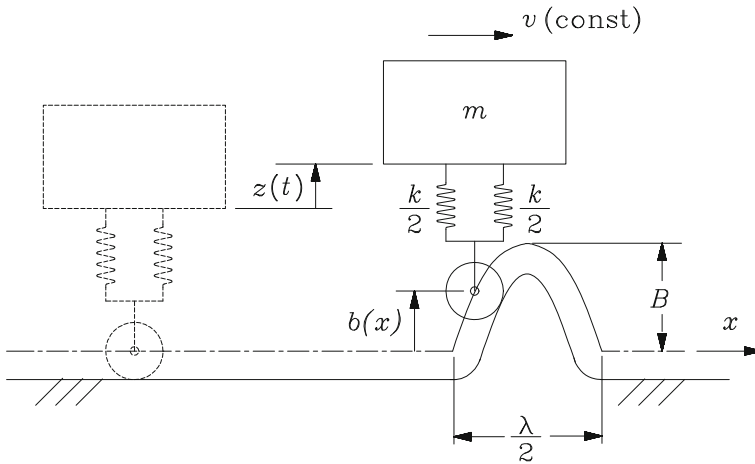 v (const)
m
z(t)
k/2
k/2
b(x)
B
x
λ/2